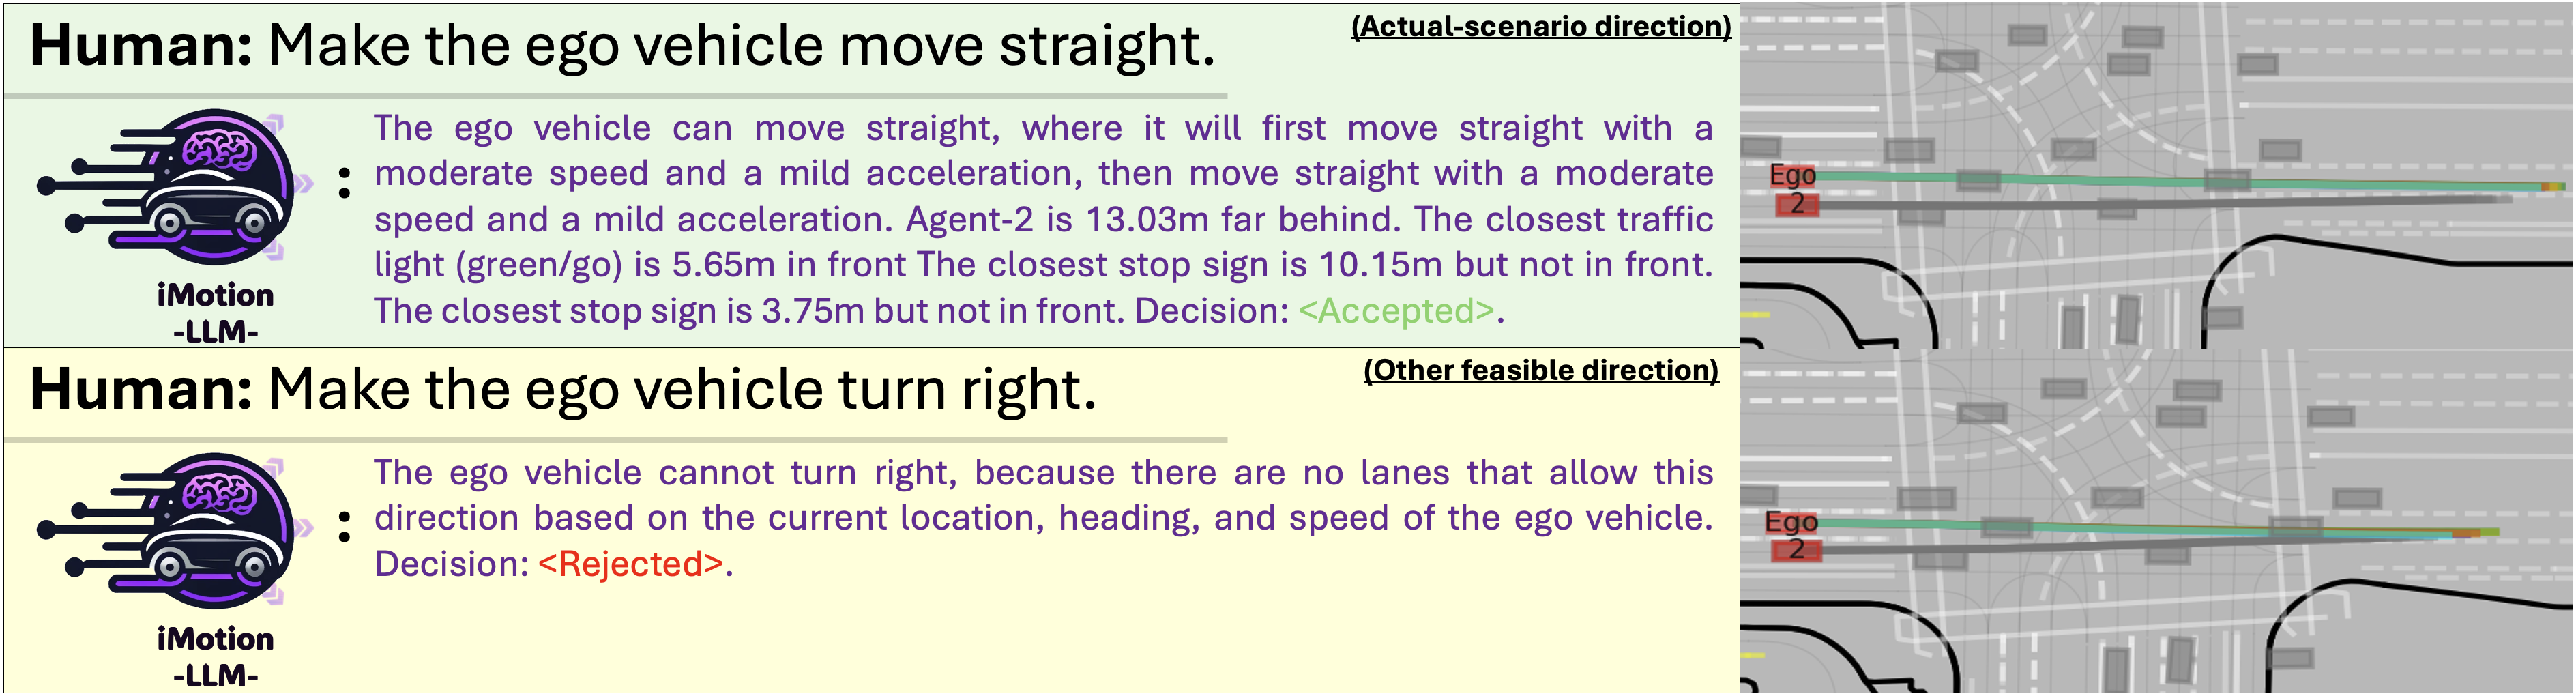 Human: Make the ego vehicle move straight.
(Actual-scenario direction)
The ego vehicle can move straight, where it will first move straight with a
moderate speed and a mild acceleration, then move straight with a moderate
speed and a mild acceleration. Agent-2 is 13.03m far behind. The closest traffic
light (green/go) is 5.65m in front The closest stop sign is 10.15m but not in front.
The closest stop sign is 3.75m but not in front. Decision: <Accepted>.
:
iMotion
-LLM-
Ego
2
Human: Make the ego vehicle turn right.
(Other feasible direction)
The ego vehicle cannot turn right, because there are no lanes that allow this
direction based on the current location, heading, and speed of the ego vehicle.
Decision: <Rejected>.
:
iMotion
-LLM-
Ego
2